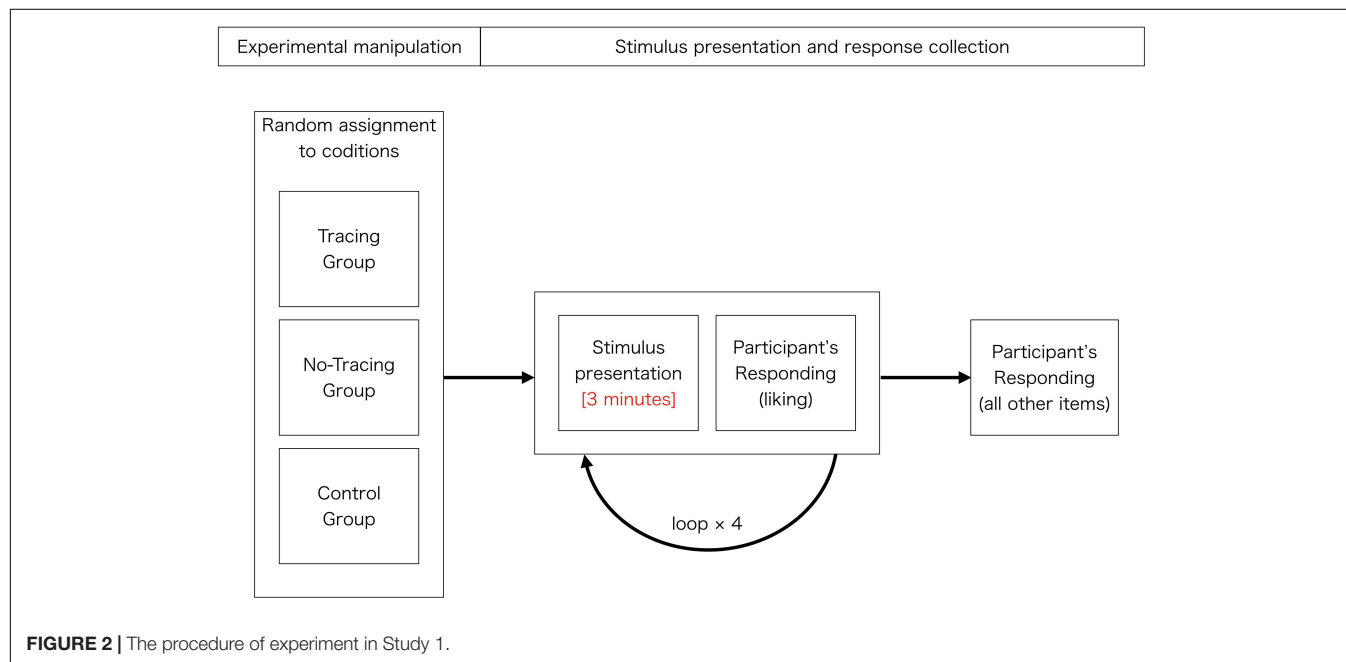 Experimental manipulation
Stimulus presentation and response collection
Random assignment
to coditions
Tracing
Group
No-Tracing
Group
Control
Group
Stimulus
presentation
[3 minutes]
Participant's
Responding
(liking)
loop × 4
Participant's
Responding
(all other items)
FIGURE 2 | The procedure of experiment in Study 1.